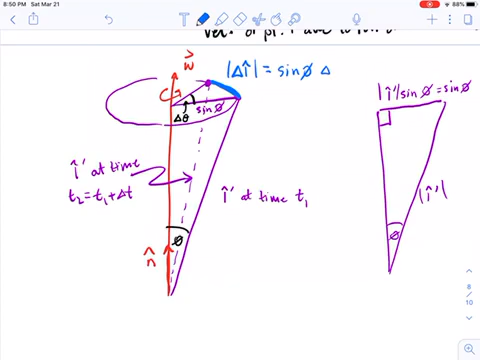 8:50 PM Sat Mar 21
88%
w
|Δî| = sin∅ Δ
|î'| sin∅ = sin∅
sin∅
Δθ
î' at time
t₂ = t₁ + Δt
î' at time t₁
|î'|
∅
∅
n̂
8
/
10